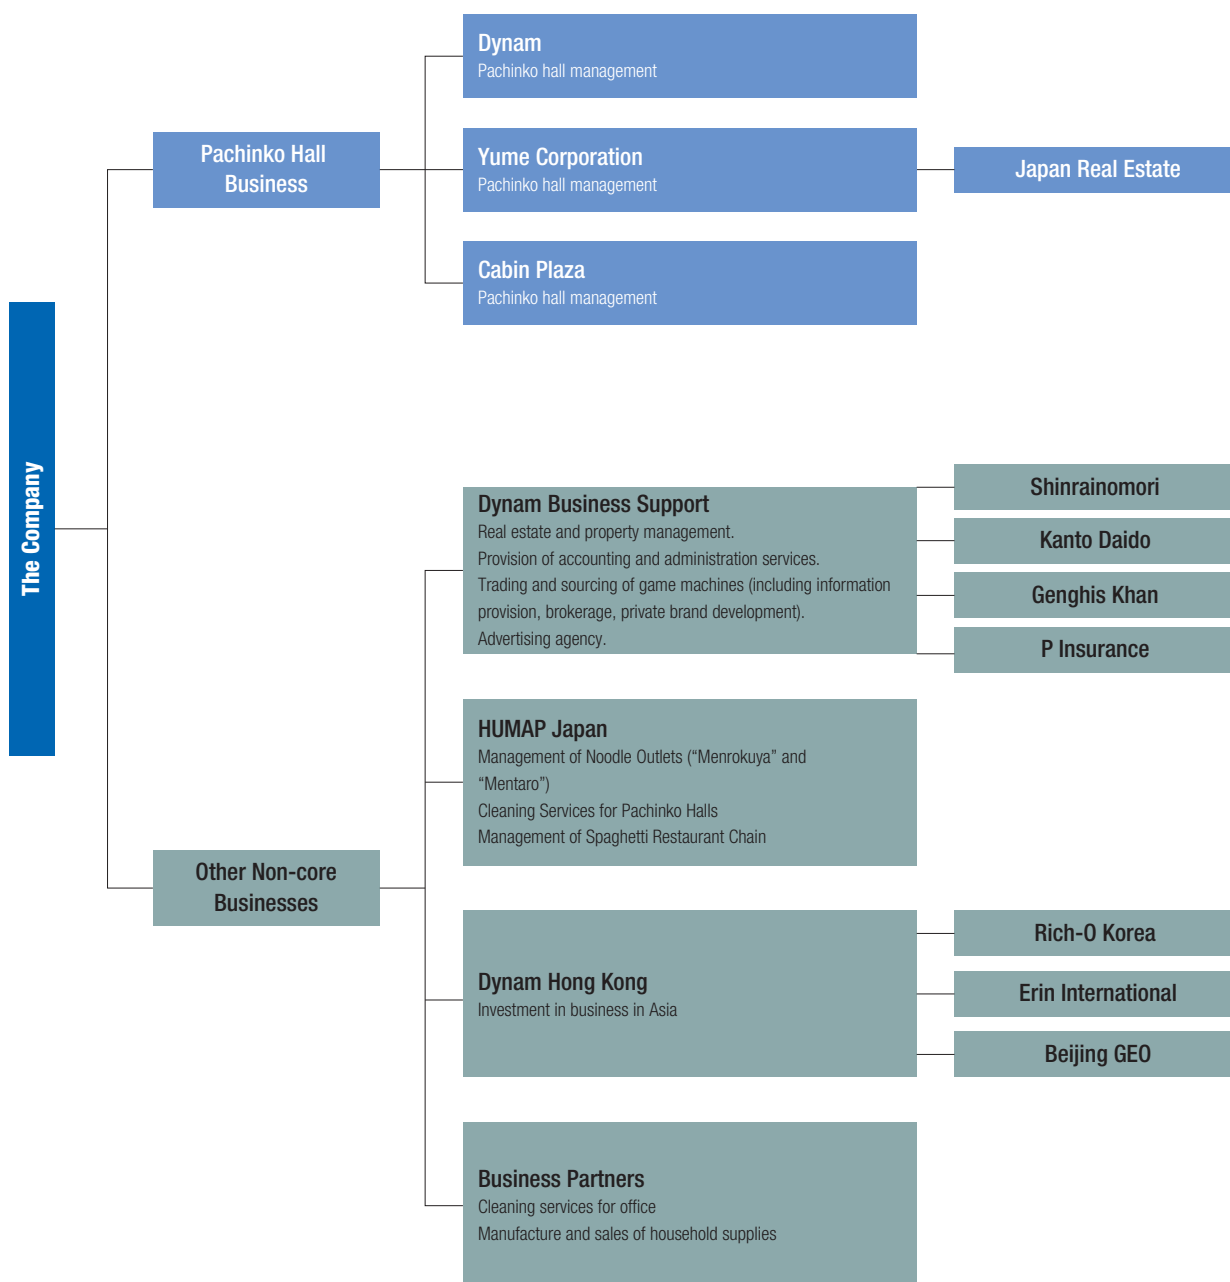 The Company
Pachinko Hall
Business
Dynam
Pachinko hall management
Yume Corporation
Pachinko hall management
Japan Real Estate
Cabin Plaza
Pachinko hall management
Other Non-core
Businesses
Dynam Business Support
Real estate and property management.
Provision of accounting and administration services.
Trading and sourcing of game machines (including information
provision, brokerage, private brand development).
Advertising agency.
Shinrainomori
Kanto Daido
Genghis Khan
P Insurance
HUMAP Japan
Management of Noodle Outlets (“Menrokuya” and
“Mentaro”)
Cleaning Services for Pachinko Halls
Management of Spaghetti Restaurant Chain
Dynam Hong Kong
Investment in business in Asia
Rich-O Korea
Erin International
Beijing GEO
Business Partners
Cleaning services for office
Manufacture and sales of household supplies